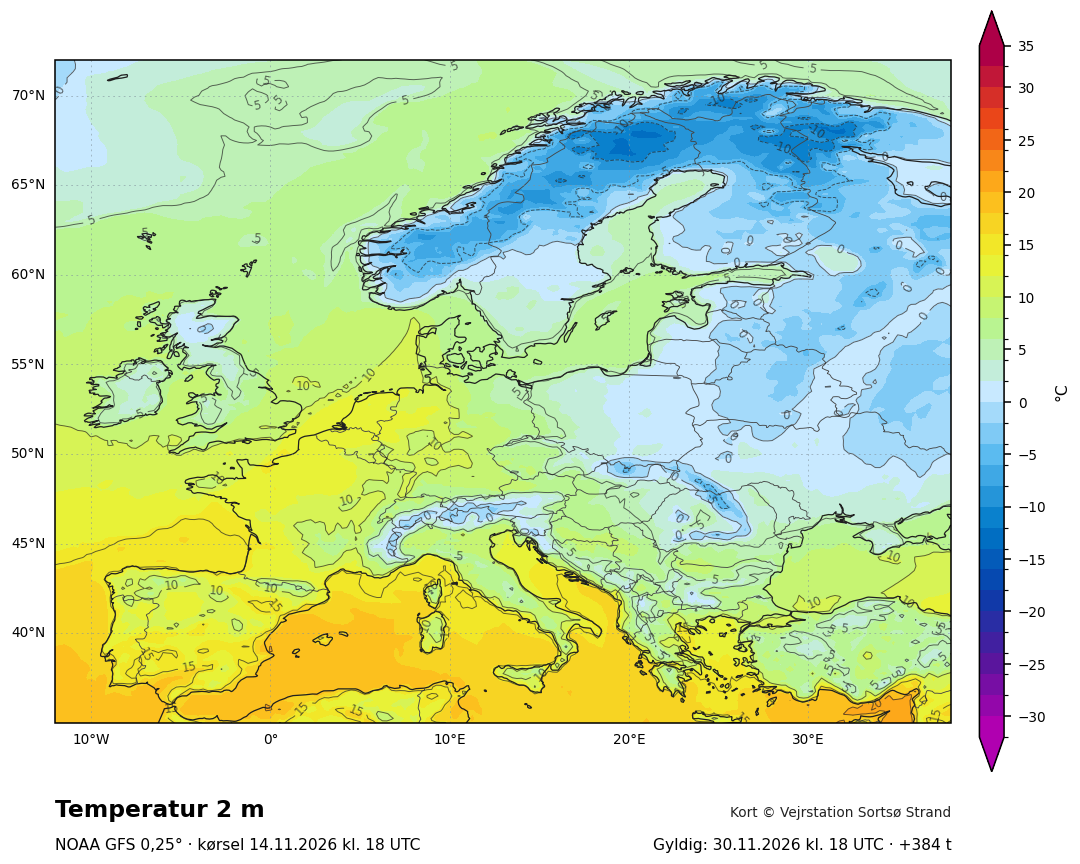 35
30
25
20
15
10
5
0
−5
−10
−15
−20
−25
−30
°C
70°N
65°N
60°N
55°N
50°N
45°N
40°N
10°W
0°
10°E
20°E
30°E
Temperatur 2 m
Kort © Vejrstation Sortsø Strand
NOAA GFS 0,25° · kørsel 14.11.2026 kl. 18 UTC
Gyldig: 30.11.2026 kl. 18 UTC · +384 t